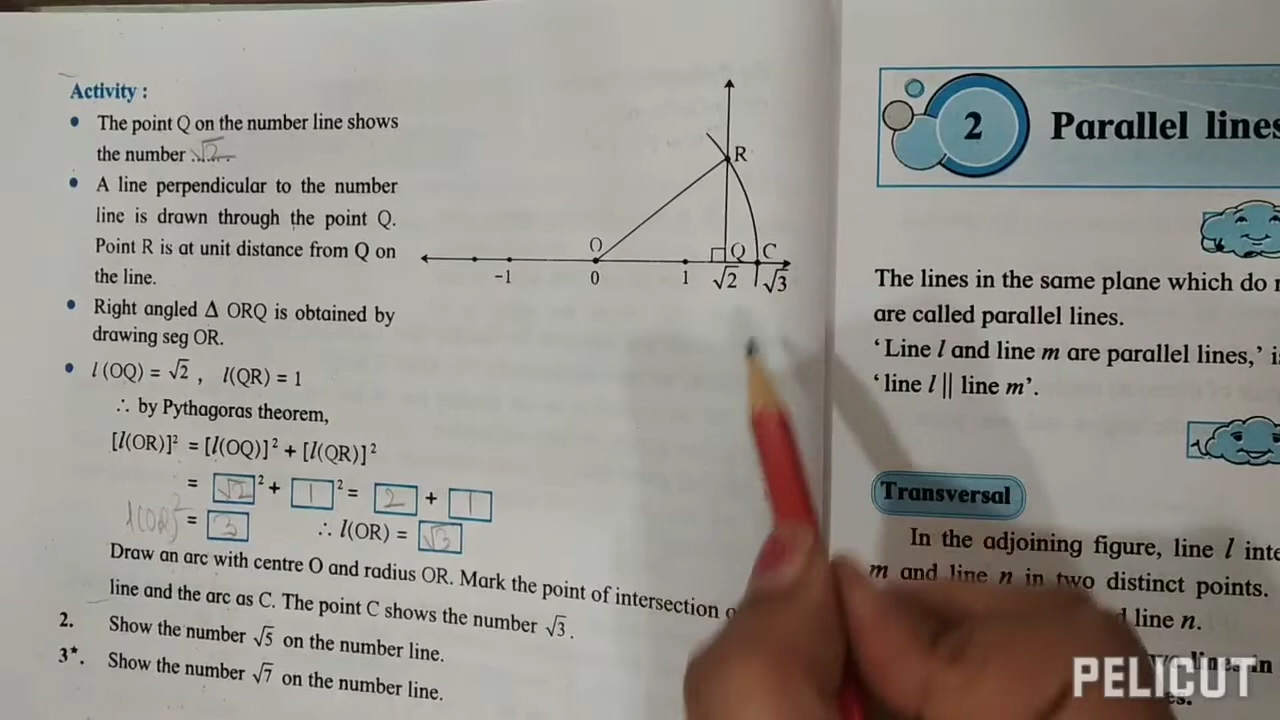 Activity :
• The point Q on the number line shows
the number ..√2..
• A line perpendicular to the number
line is drawn through the point Q.
Point R is at unit distance from Q on
the line.
• Right angled Δ ORQ is obtained by
drawing seg OR.
• l (OQ) = √2 , l(QR) = 1
∴ by Pythagoras theorem,
[l(OR)]² = [l(OQ)]² + [l(QR)]²
= √2 ² + 1 ² = 2 + 1
l(OR)² = 3 ∴ l(OR) = √3
Draw an arc with centre O and radius OR. Mark the point of intersection
line and the arc as C. The point C shows the number √3 .
2. Show the number √5 on the number line.
3*. Show the number √7 on the number line.
R
O Q C
-1 0 1 √2 √3
2 Parallel lines
The lines in the same plane which do
are called parallel lines.
'Line l and line m are parallel lines,'
'line l || line m'.
Transversal
In the adjoining figure, line l
m and line n in two distinct points.
line n.
lines in
PELICUT